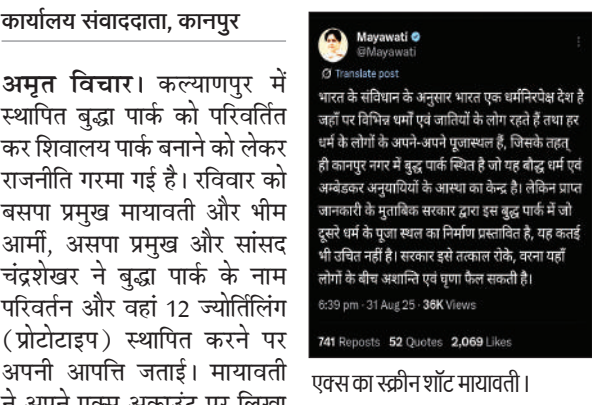 कार्यालय संवाददाता, कानपुर
अमृत विचार। कल्याणपुर में
स्थापित बुद्धा पार्क को परिवर्तित
कर शिवालय पार्क बनाने को लेकर
राजनीति गरमा गई है। रविवार को
बसपा प्रमुख मायावती और भीम
आर्मी, असपा प्रमुख और सांसद
चंद्रशेखर ने बुद्धा पार्क के नाम
परिवर्तन और वहां 12 ज्योर्तिलिंग
(प्रोटोटाइप) स्थापित करने पर
अपनी आपत्ति जताई। मायावती
ने अपने एक्स अकाउंट पर लिखा
Mayawati
@Mayawati
Translate post
भारत के संविधान के अनुसार भारत एक धर्मनिरपेक्ष देश है
जहाँ पर विभिन्न धर्मों एवं जातियों के लोग रहते हैं तथा हर
धर्म के लोगों के अपने-अपने पूजास्थल हैं, जिसके तहत्
ही कानपुर नगर में बुद्ध पार्क स्थित है जो यह बौद्ध धर्म एवं
अम्बेडकर अनुयायियों के आस्था का केन्द्र है। लेकिन प्राप्त
जानकारी के मुताबिक सरकार द्वारा इस बुद्ध पार्क में जो
दूसरे धर्म के पूजा स्थल का निर्माण प्रस्तावित है, यह कतई
भी उचित नहीं है। सरकार इसे तत्काल रोके, वरना यहाँ
लोगों के बीच अशान्ति एवं घृणा फैल सकती है।
6:39 pm · 31 Aug 25 · 36K Views
741 Reposts 52 Quotes 2,069 Likes
एक्स का स्क्रीन शॉट मायावती।